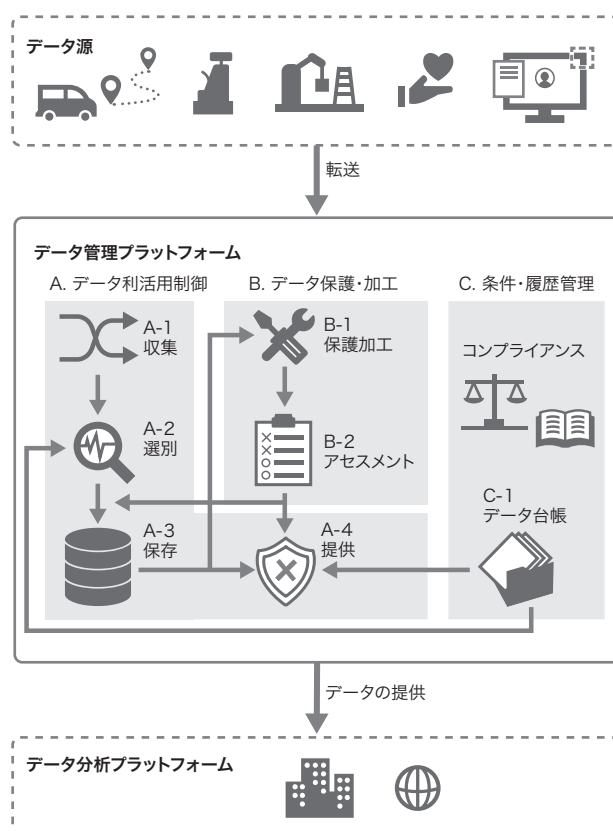 データ源
転送
データ管理プラットフォーム
A. データ利活用制御
B. データ保護・加工
C. 条件・履歴管理
A-1
収集
A-2
選別
A-3
保存
B-1
保護加工
B-2
アセスメント
A-4
提供
コンプライアンス
C-1
データ台帳
データの提供
データ分析プラットフォーム